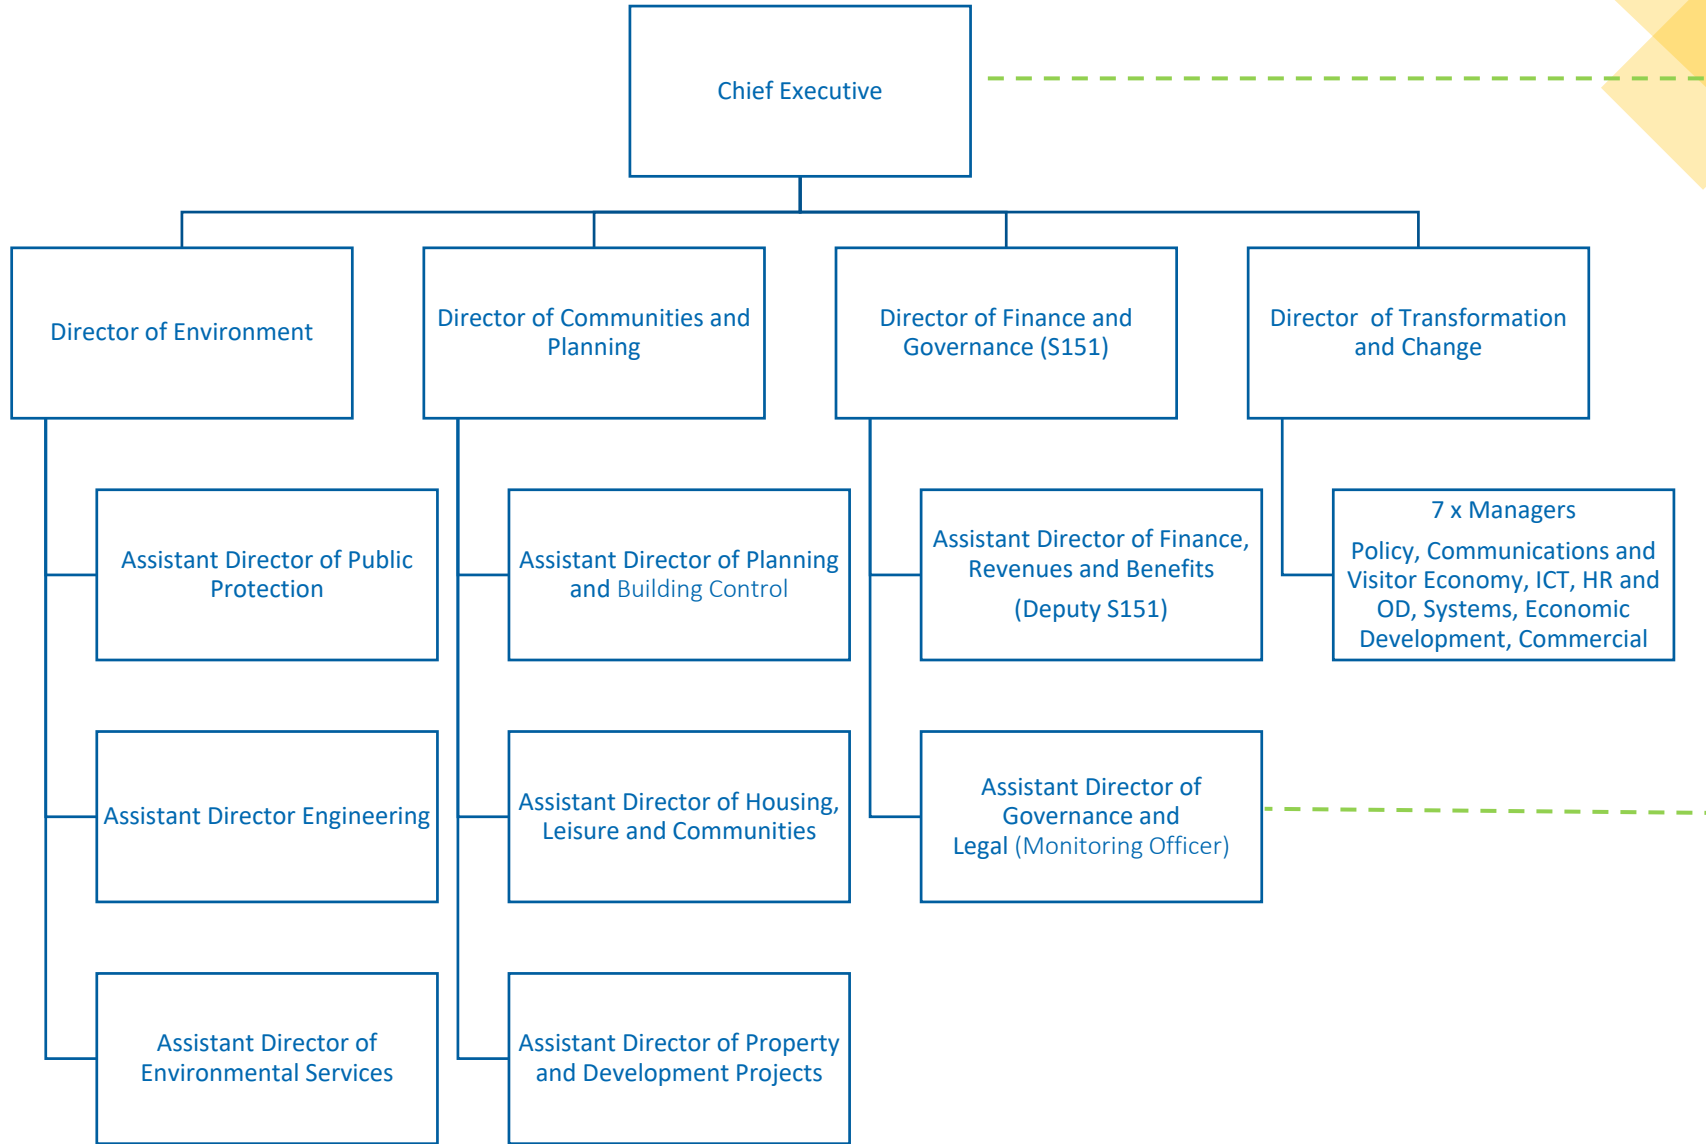 Chief Executive
Director of Environment
Director of Communities and
Planning
Director of Finance and
Governance (S151)
Director of Transformation
and Change
Assistant Director of Public
Protection
Assistant Director of Planning
and Building Control
Assistant Director of Finance,
Revenues and Benefits
(Deputy S151)
7 x Managers
Policy, Communications and
Visitor Economy, ICT, HR and
OD, Systems, Economic
Development, Commercial
Assistant Director Engineering
Assistant Director of Housing,
Leisure and Communities
Assistant Director of
Governance and
Legal (Monitoring Officer)
Assistant Director of
Environmental Services
Assistant Director of Property
and Development Projects